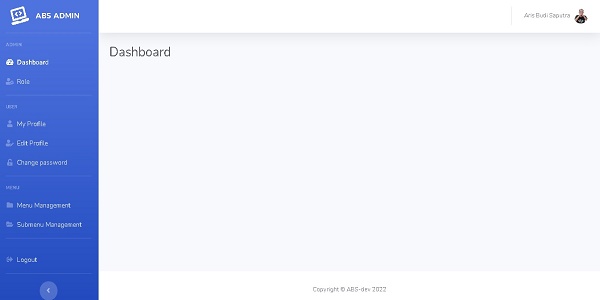 ABS ADMIN
Aris Budi Saputra
ADMIN
Dashboard
Role
USER
My Profile
Edit Profile
Change password
MENU
Menu Management
Submenu Management
Logout
Dashboard
Copyright © ABS-dev 2022